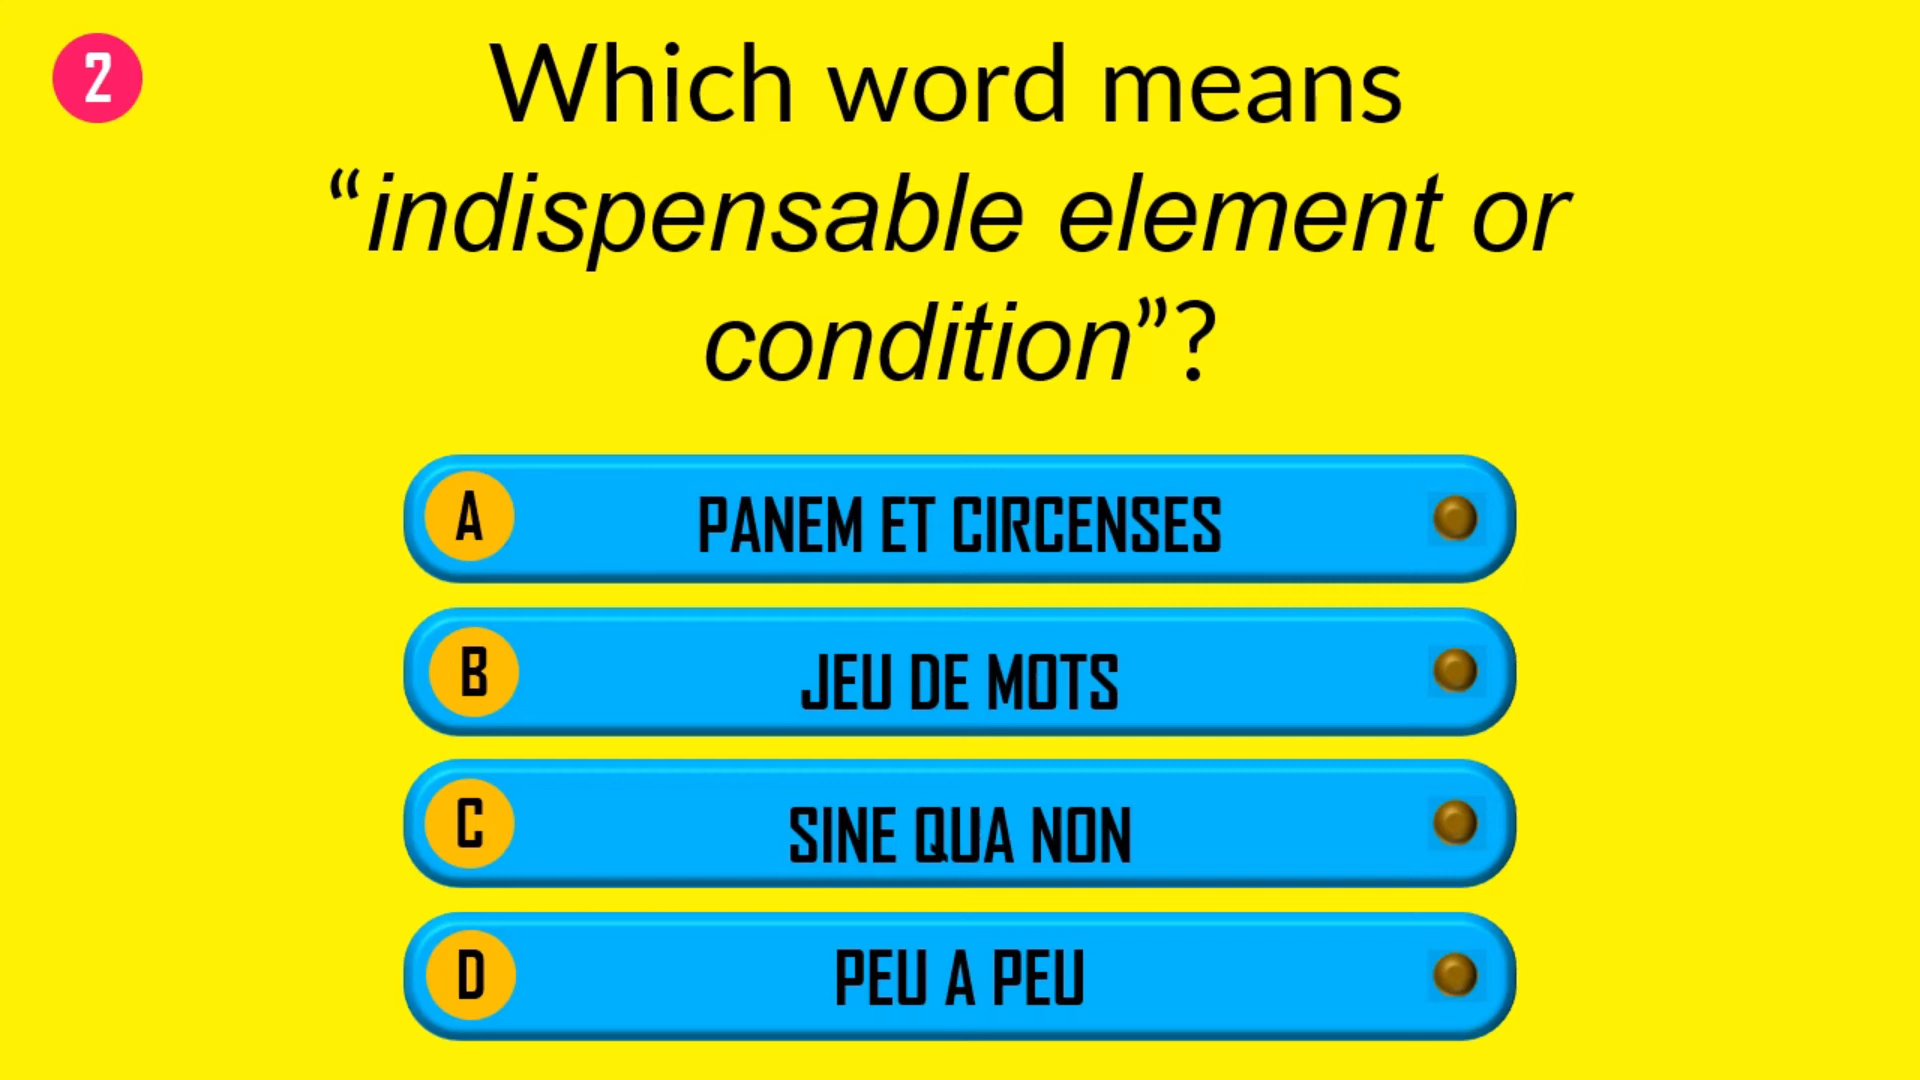 2
Which word means
“indispensable element or
condition”?
A PANEM ET CIRCENSES
B JEU DE MOTS
C SINE QUA NON
D PEU A PEU